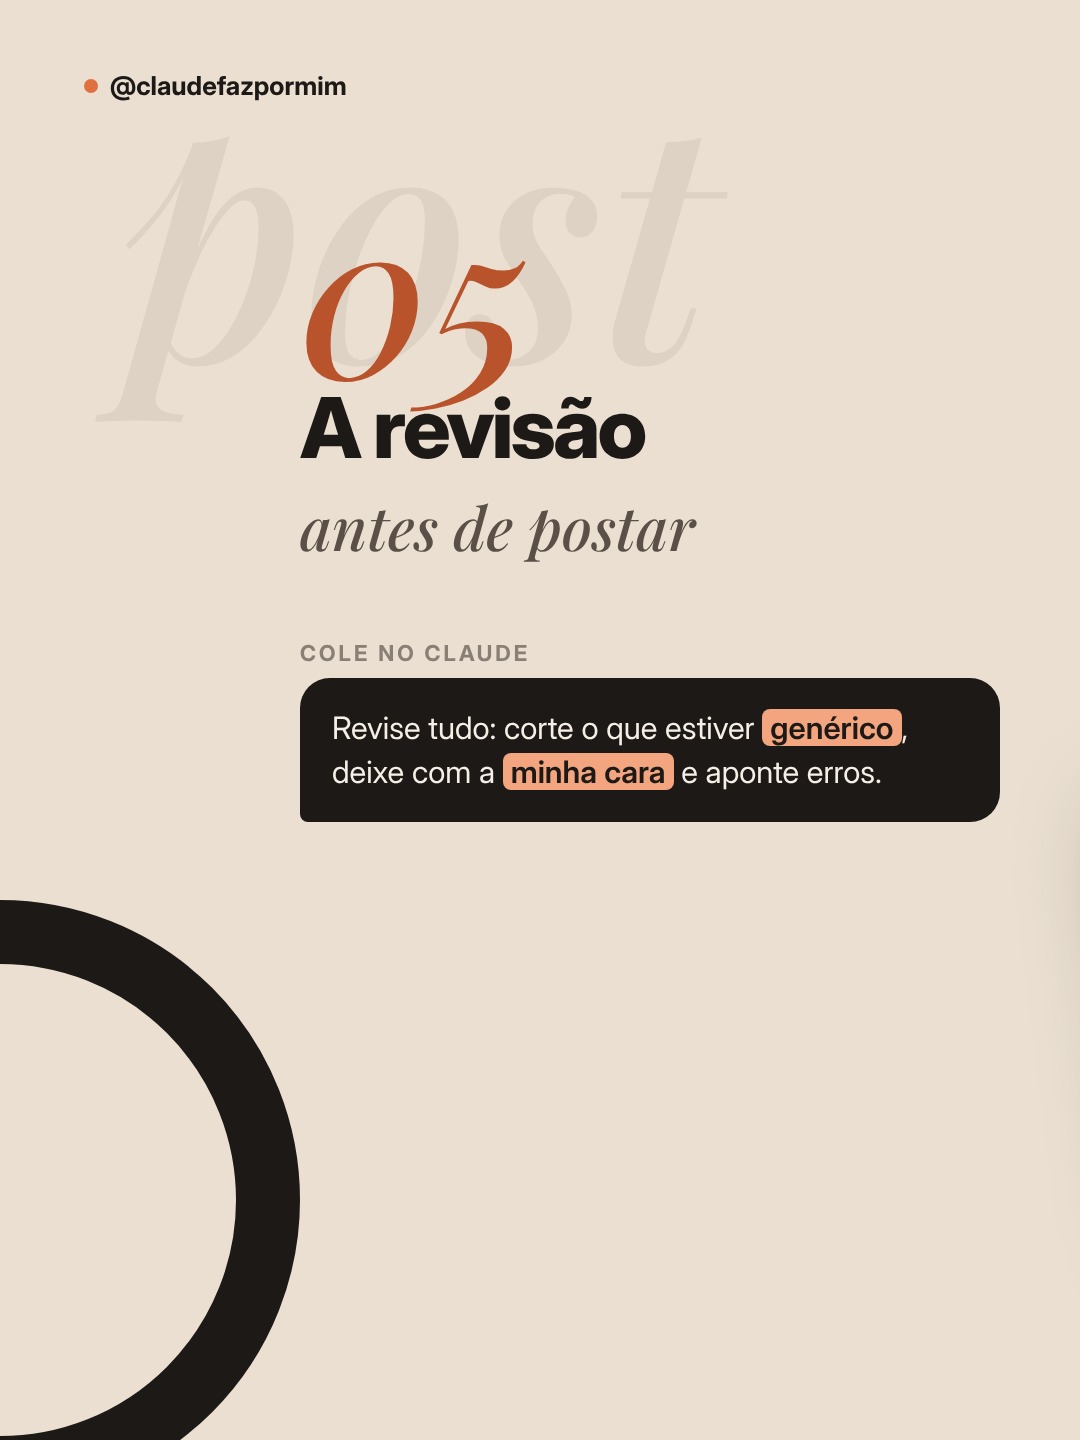 @claudefazpormim
post
05
A revisão
antes de postar
COLE NO CLAUDE
Revise tudo: corte o que estiver genérico,
deixe com a minha cara e aponte erros.